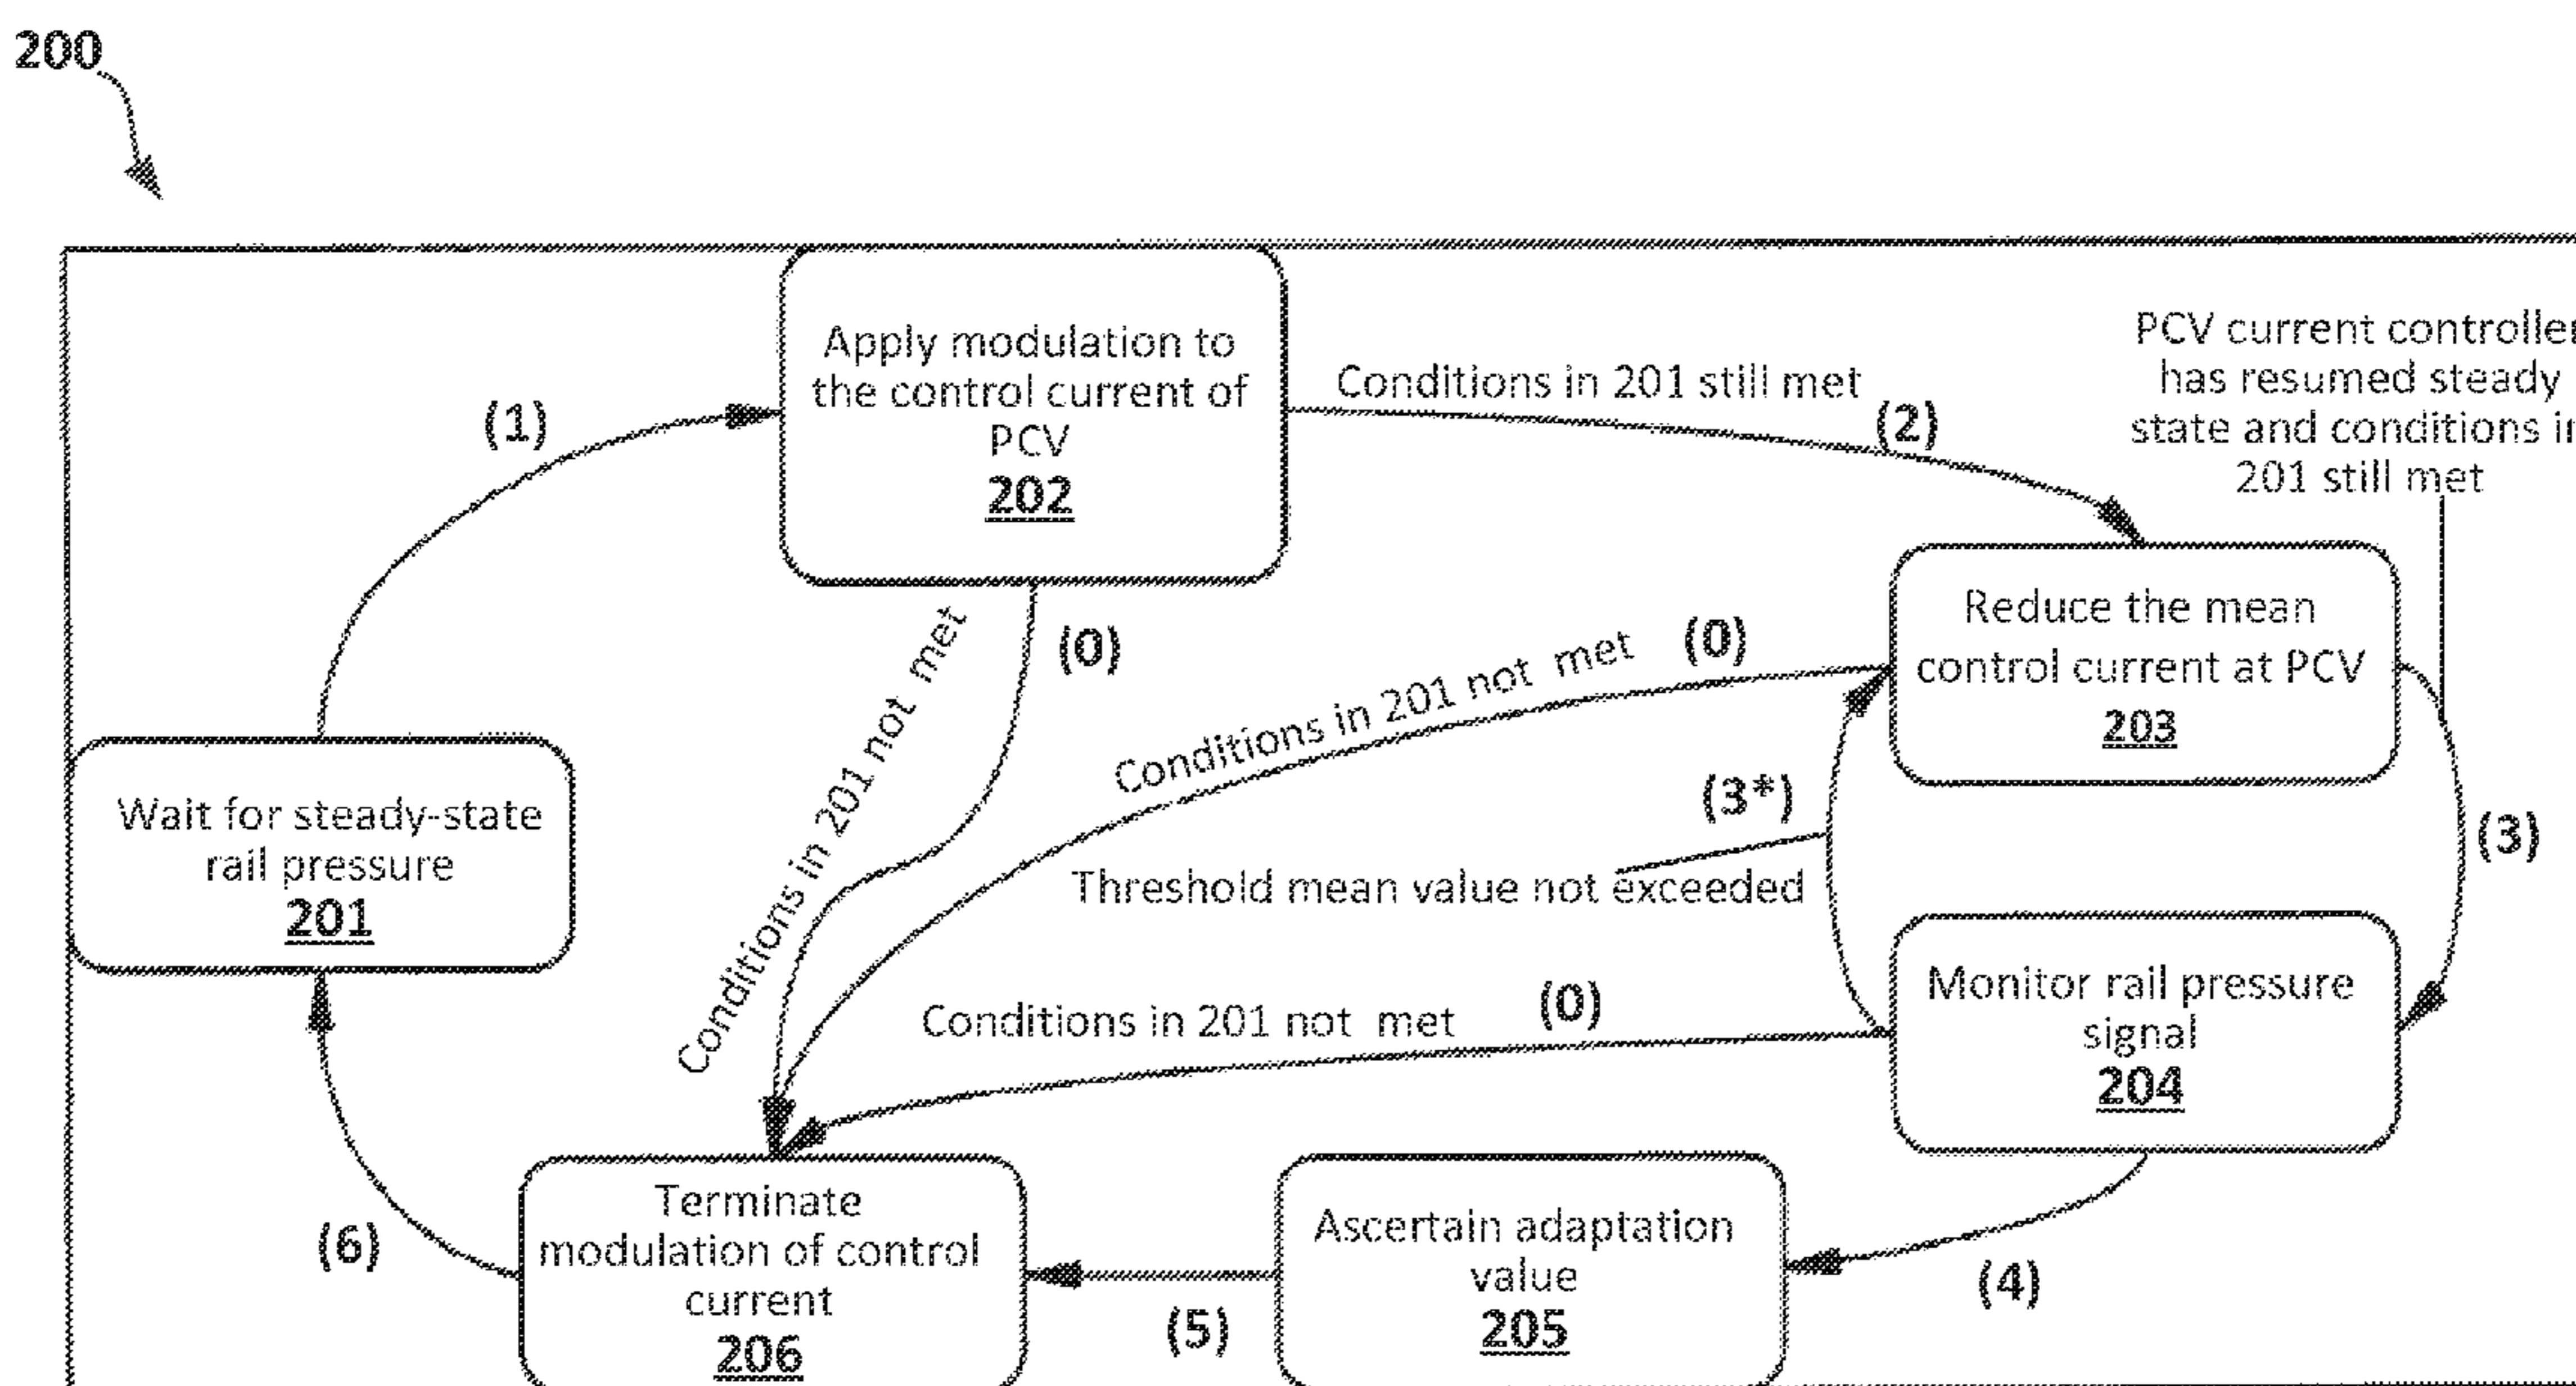 200
Apply modulation to
the control current of
PCV
202
(1)
Conditions in 201 still met
(2)
PCV current controller
has resumed steady
state and conditions in
201 still met
Reduce the mean
control current at PCV
203
(0)
Conditions in 201 not met
(0)
Conditions in 201 not met
(3*)
Threshold mean value not exceeded
(3)
Wait for steady-state
rail pressure
201
Monitor rail pressure
signal
204
(0)
Conditions in 201 not met
(6)
Terminate
modulation of control
current
206
(5)
Ascertain adaptation
value
205
(4)